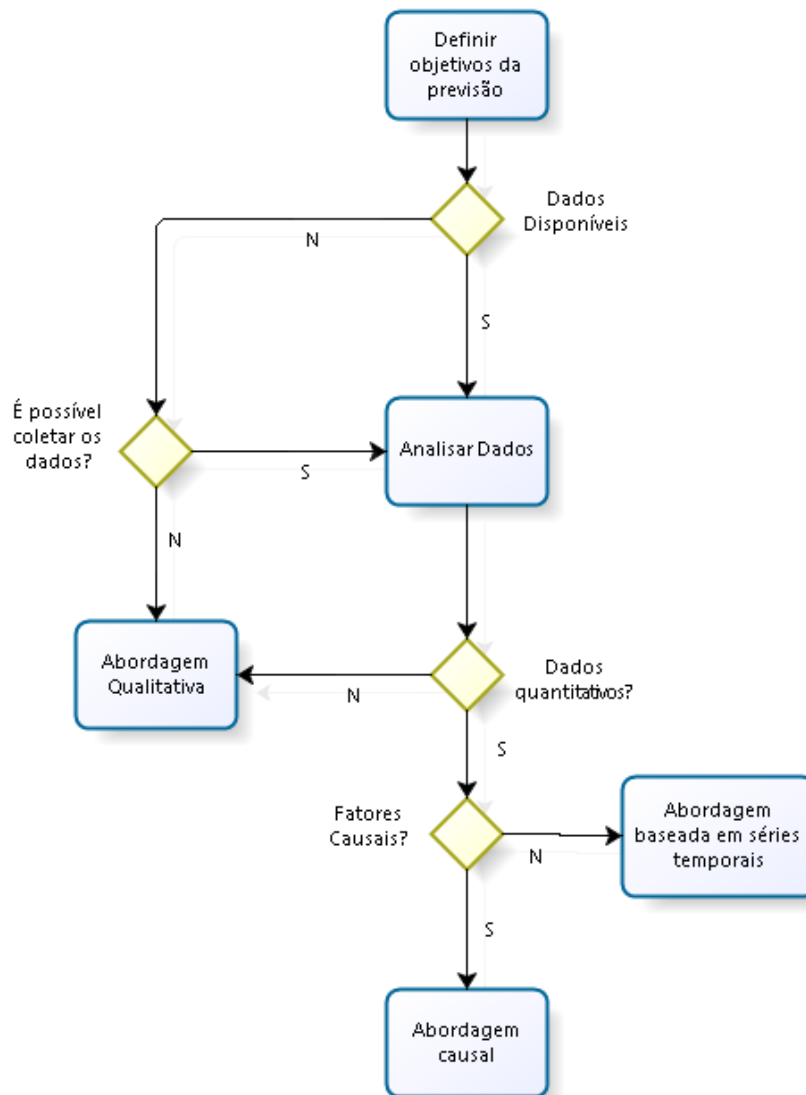 Definir
objetivos da
previsão
Dados
Disponíveis
N
S
É possível
coletar os
dados?
S
Analisar Dados
N
Abordagem
Qualitativa
N
Dados
quantitativos?
S
Fatores
Causais?
N
Abordagem
baseada em séries
temporais
S
Abordagem
causal